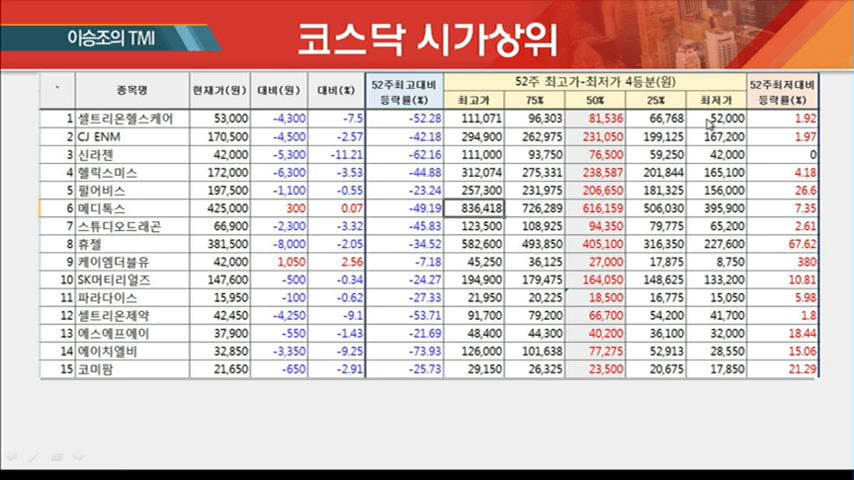 이승조의 TMI
코스닥 시가상위
` 종목명 현재가(원) 대비(원) 대비(%) 52주최고대비 등락률(%) 52주 최고가-최저가 4등분(원) 52주최저대비 등락률(%)
최고가 75% 50% 25% 최저가
1 셀트리온헬스케어 53,000 -4,300 -7.5 -52.28 111,071 96,303 81,536 66,768 52,000 1.92
2 CJ ENM 170,500 -4,500 -2.57 -42.18 294,900 262,975 231,050 199,125 167,200 1.97
3 신라젠 42,000 -5,300 -11.21 -62.16 111,000 93,750 76,500 59,250 42,000 0
4 헬릭스미스 172,000 -6,300 -3.53 -44.88 312,074 275,331 238,587 201,844 165,100 4.18
5 펄어비스 197,500 -1,100 -0.55 -23.24 257,300 231,975 206,650 181,325 156,000 26.6
6 메디톡스 425,000 300 0.07 -49.19 836,418 726,289 616,159 506,030 395,900 7.35
7 스튜디오드래곤 66,900 -2,300 -3.32 -45.83 123,500 108,925 94,350 79,775 65,200 2.61
8 휴젤 381,500 -8,000 -2.05 -34.52 582,600 493,850 405,100 316,350 227,600 67.62
9 케이엠더블유 42,000 1,050 2.56 -7.18 45,250 36,125 27,000 17,875 8,750 380
10 SK머티리얼즈 147,600 -500 -0.34 -24.27 194,900 179,475 164,050 148,625 133,200 10.81
11 파라다이스 15,950 -100 -0.62 -27.33 21,950 20,225 18,500 16,775 15,050 5.98
12 셀트리온제약 42,450 -4,250 -9.1 -53.71 91,700 79,200 66,700 54,200 41,700 1.8
13 에스에프에이 37,900 -550 -1.43 -21.69 48,400 44,300 40,200 36,100 32,000 18.44
14 에이치엘비 32,850 -3,350 -9.25 -73.93 126,000 101,638 77,275 52,913 28,550 15.06
15 코미팜 21,650 -650 -2.91 -25.73 29,150 26,325 23,500 20,675 17,850 21.29